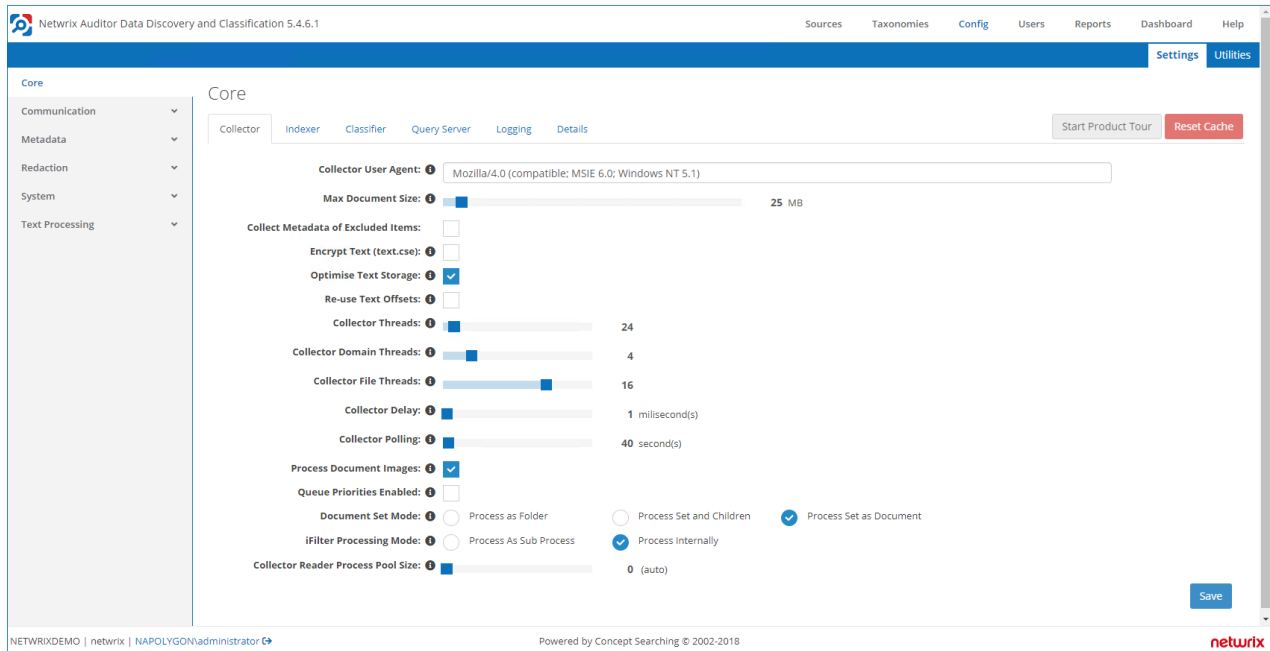 Netwrix Auditor Data Discovery and Classification 5.4.6.1
Sources Taxonomies Config Users Reports Dashboard Help
Settings Utilities
Core
Communication
Metadata
Redaction
System
Text Processing
Core
Collector Indexer Classifier Query Server Logging Details
Start Product Tour Reset Cache
Collector User Agent: Mozilla/4.0 (compatible; MSIE 6.0; Windows NT 5.1)
Max Document Size: 25 MB
Collect Metadata of Excluded Items:
Encrypt Text (text.cse):
Optimise Text Storage:
Re-use Text Offsets:
Collector Threads: 24
Collector Domain Threads: 4
Collector File Threads: 16
Collector Delay: 1 milisecond(s)
Collector Polling: 40 second(s)
Process Document Images:
Queue Priorities Enabled:
Document Set Mode: Process as Folder Process Set and Children Process Set as Document
iFilter Processing Mode: Process As Sub Process Process Internally
Collector Reader Process Pool Size: 0 (auto)
Save
NETWRIXDEMO | netwrix | NAPOLYGON\administrator
Powered by Concept Searching © 2002-2018
netwrix